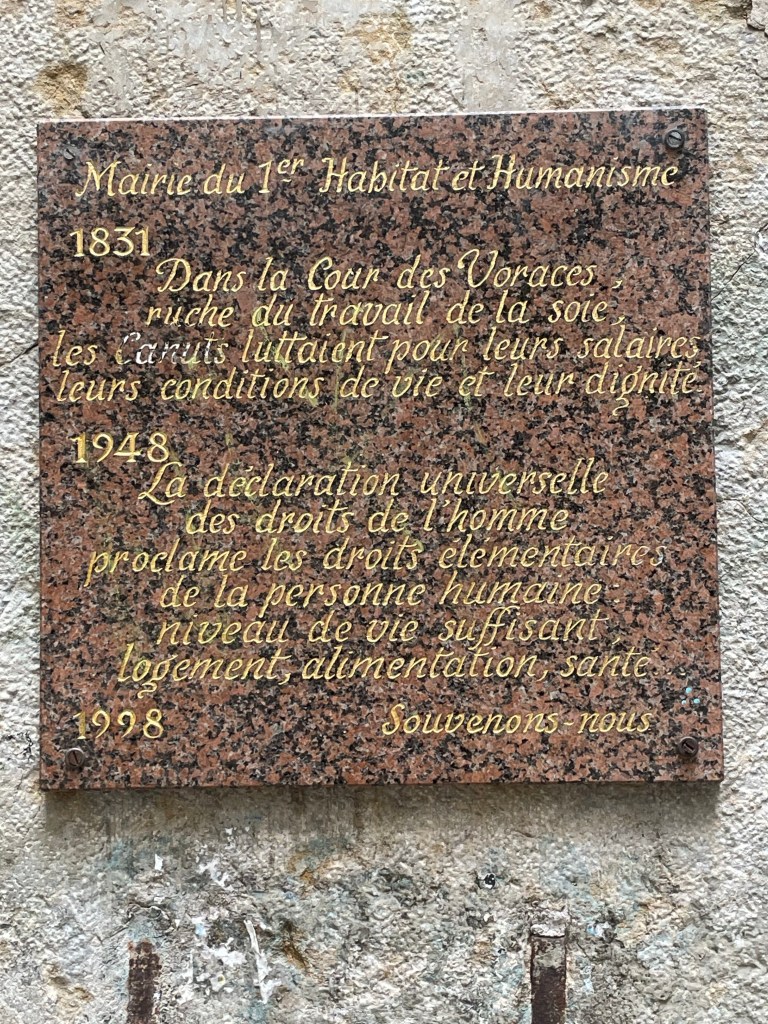 Mairie du 1er Habitat et Humanisme
1831
Dans la Cour des Voraces,
ruche du travail de la soie,
les Canuts luttaient pour leurs salaires
leurs conditions de vie et leur dignité
1948
La déclaration universelle
des droits de l'homme
proclame les droits élémentaires
de la personne humaine :
niveau de vie suffisant,
logement, alimentation, santé
1998 Souvenons-nous